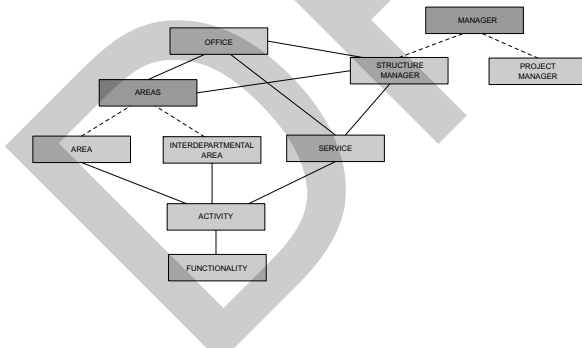 MANAGER
OFFICE
STRUCTURE
MANAGER
PROJECT
MANAGER
AREAS
AREA
INTERDEPARTMENTAL
AREA
SERVICE
ACTIVITY
FUNCTIONALITY